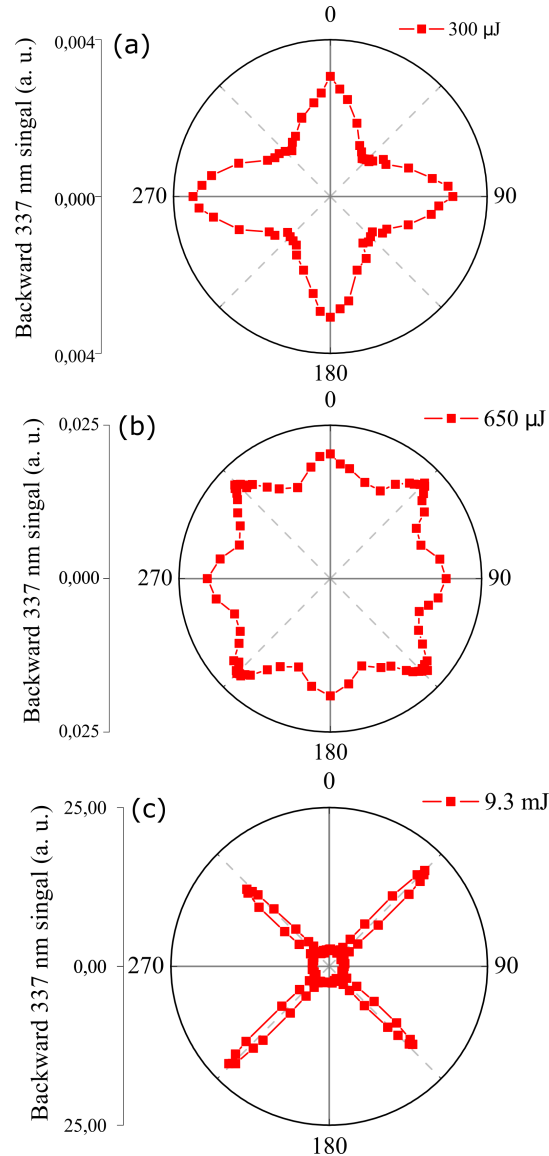 0
(a)
300 µJ
0,004
0,000
0,004
Backward 337 nm singal (a. u.)
270
90
180
0
(b)
650 µJ
0,025
0,000
0,025
Backward 337 nm singal (a. u.)
270
90
180
0
(c)
9.3 mJ
25,00
0,00
25,00
Backward 337 nm singal (a. u.)
270
90
180